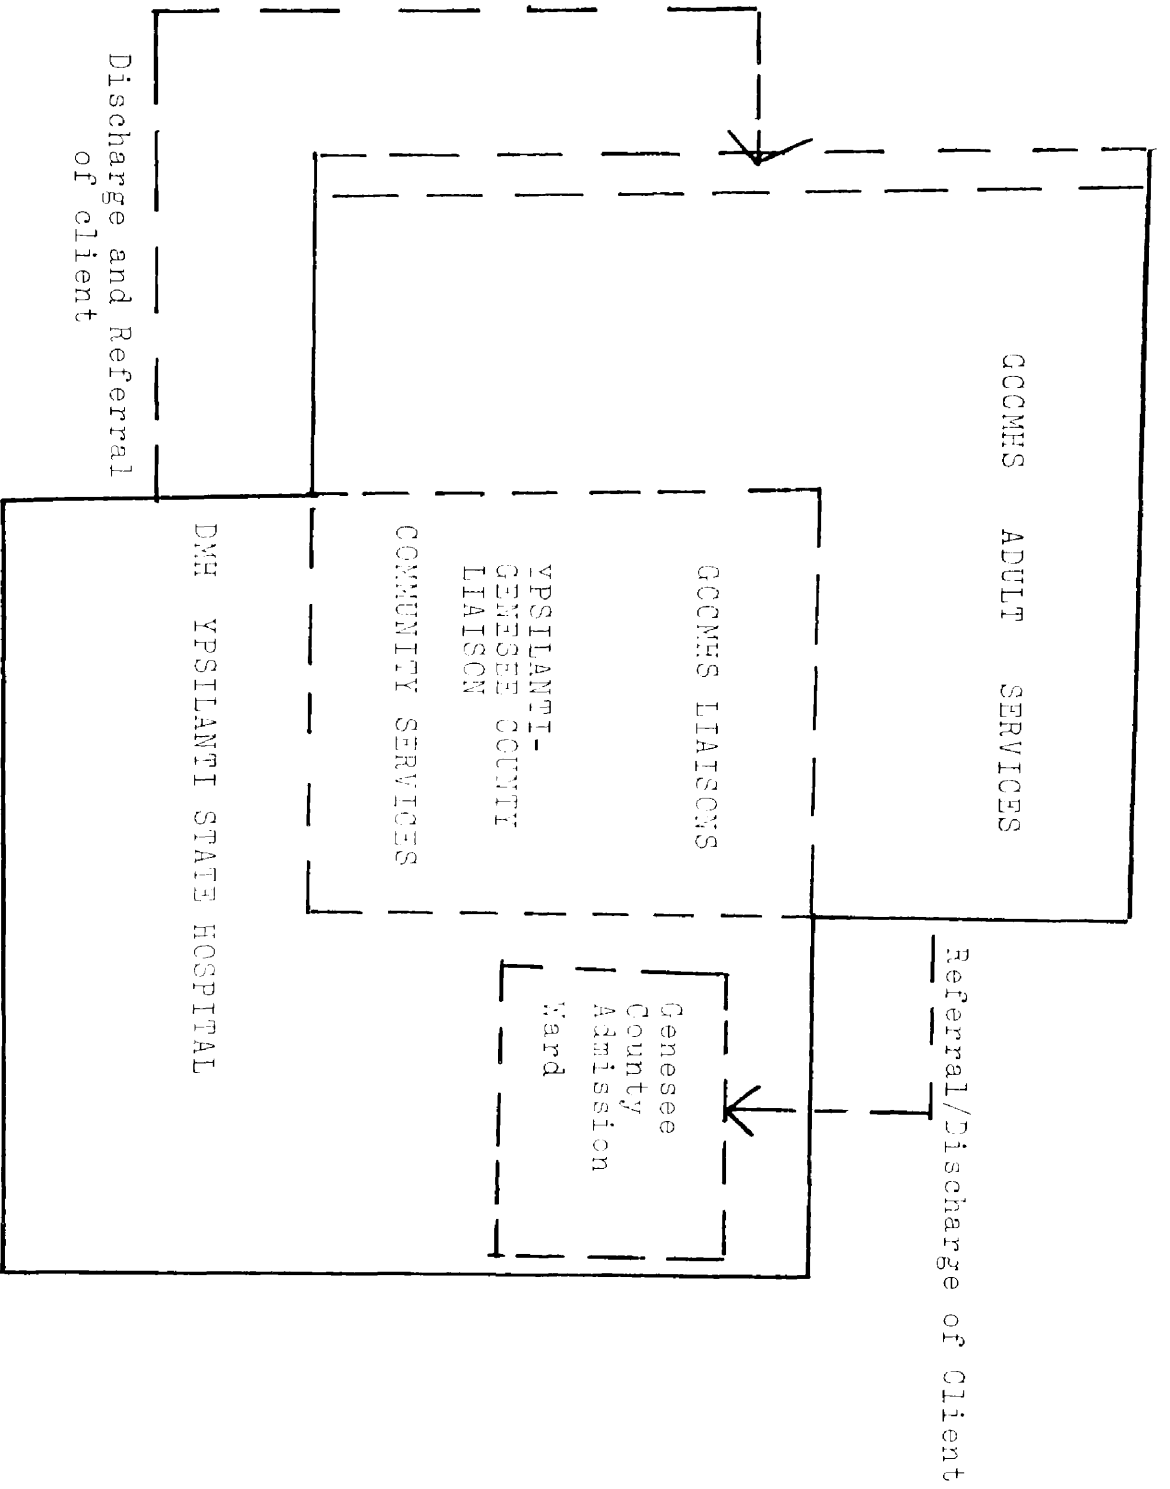 GCCMHS ADULT SERVICES
Referral/Discharge of Client
GCCMHS LIAISONS
Genesee
County
Admission
Ward
YPSILANTI-
GENESEE COUNTY
LIAISON
COMMUNITY SERVICES
DMH YPSILANTI STATE HOSPITAL
Discharge and Referral
of client